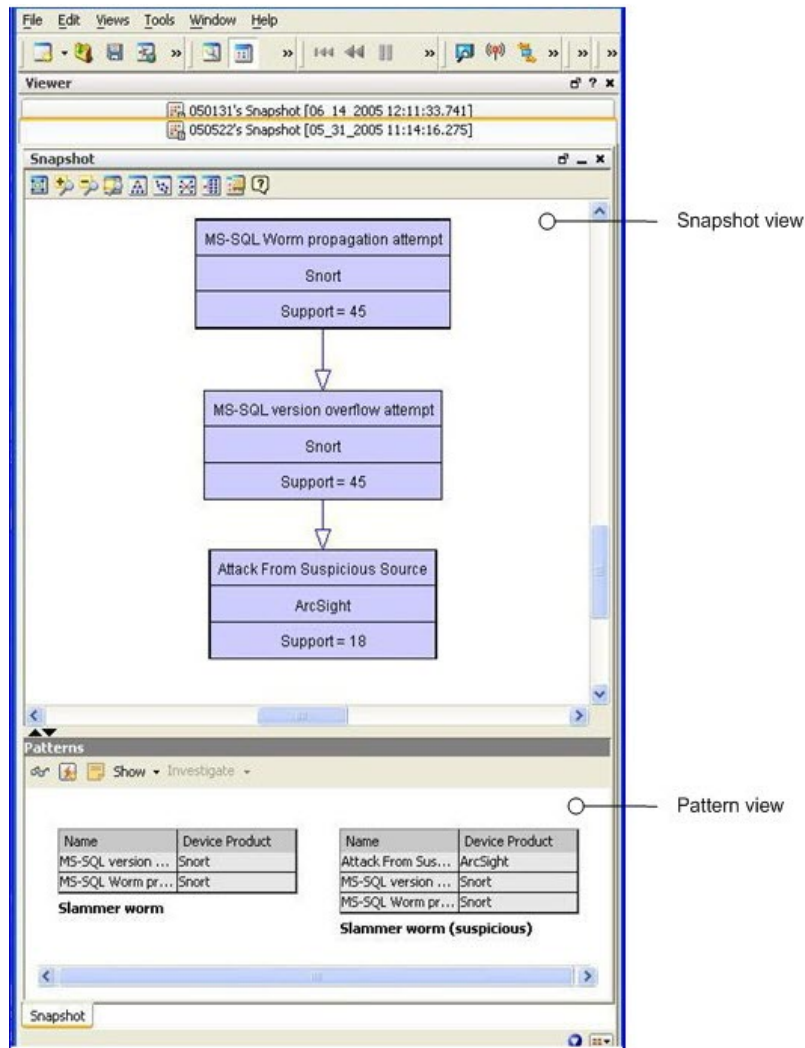 File Edit Views Tools Window Help
Viewer
050131's Snapshot [06_14_2005 12:11:33.741]
050522's Snapshot [05_31_2005 11:14:16.275]
Snapshot
MS-SQL Worm propagation attempt
Snort
Support = 45
Snapshot view
MS-SQL version overflow attempt
Snort
Support = 45
Attack From Suspicious Source
ArcSight
Support = 18
Patterns
Show Investigate
Pattern view
Name Device Product
MS-SQL version ... Snort
MS-SQL Worm pr... Snort
Slammer worm
Name Device Product
Attack From Sus... ArcSight
MS-SQL version ... Snort
MS-SQL Worm pr... Snort
Slammer worm (suspicious)
Snapshot